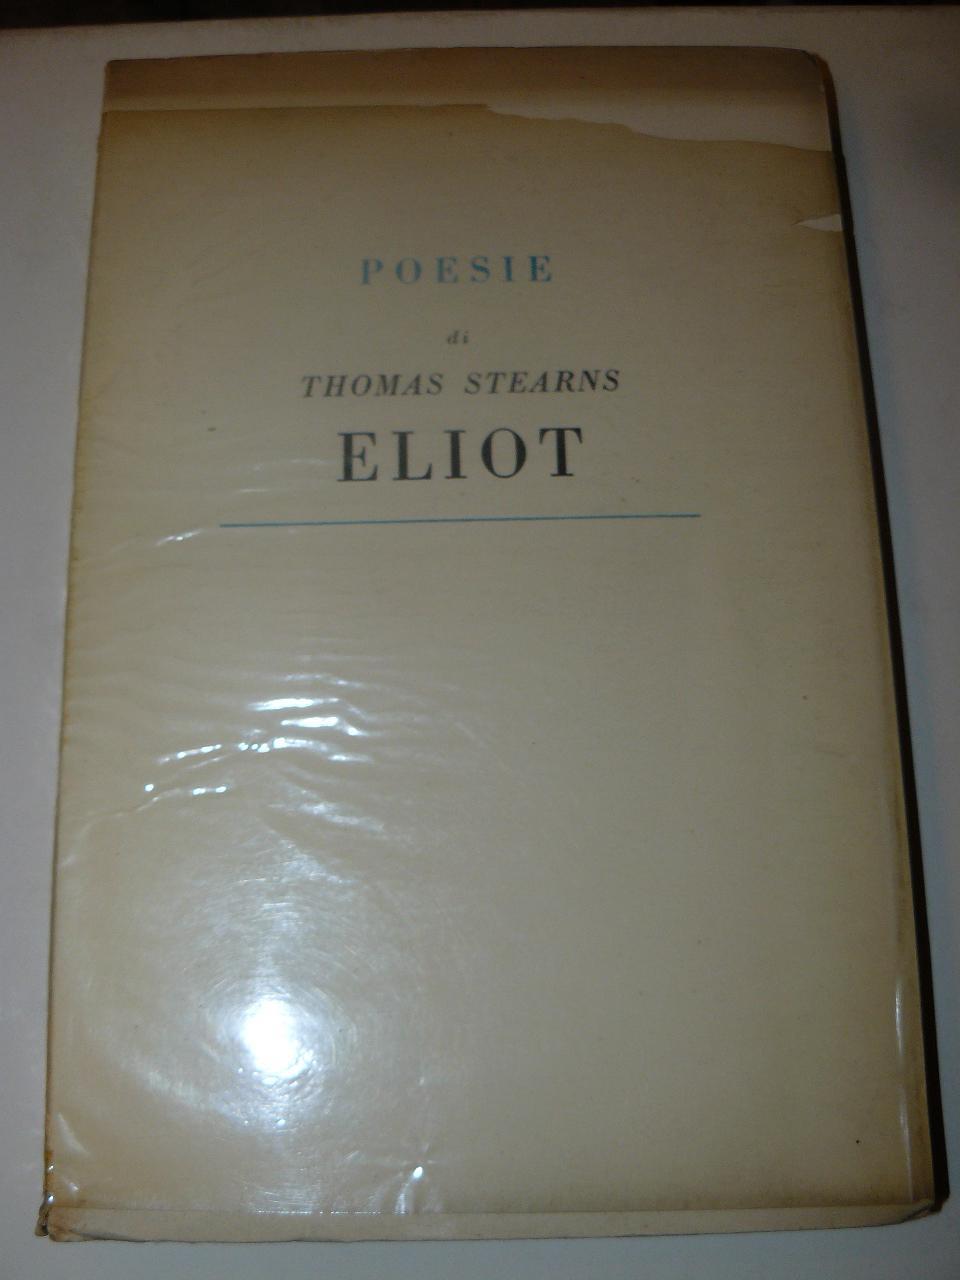 POESIE
di
THOMAS STEARNS
ELIOT